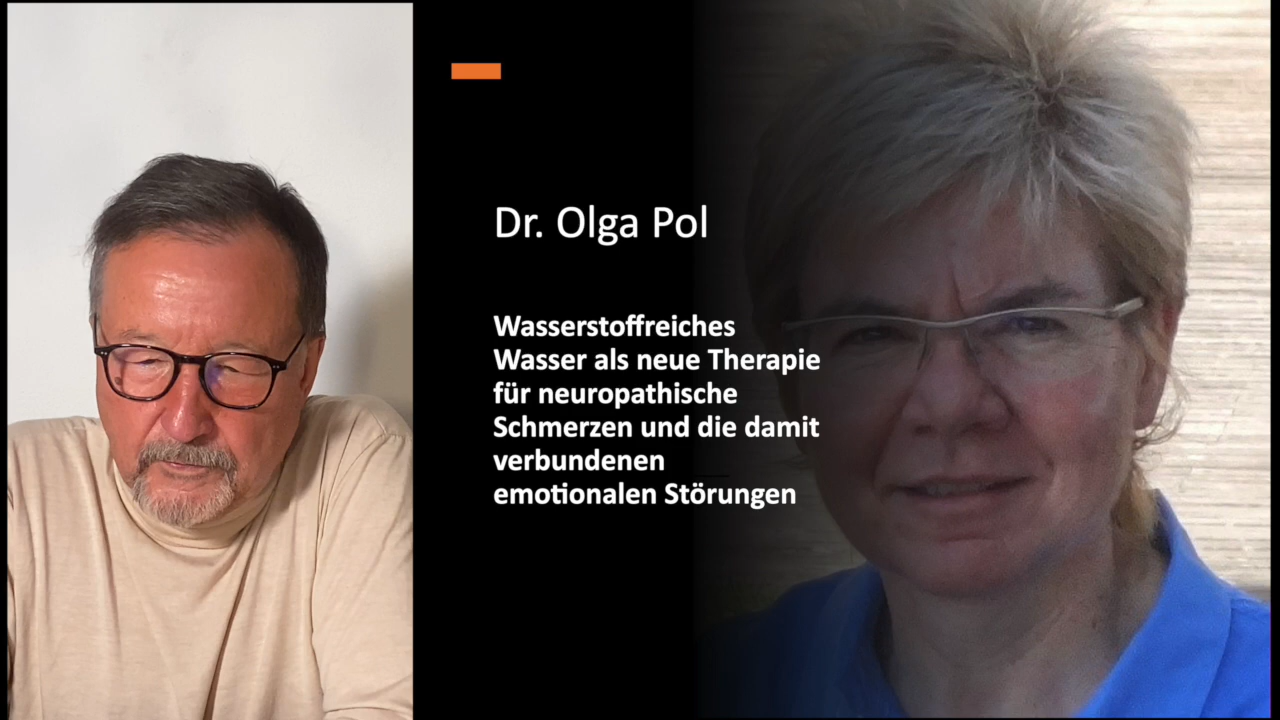 Dr. Olga Pol
Wasserstoffreiches
Wasser als neue Therapie
für neuropathische
Schmerzen und die damit
verbundenen
emotionalen Störungen